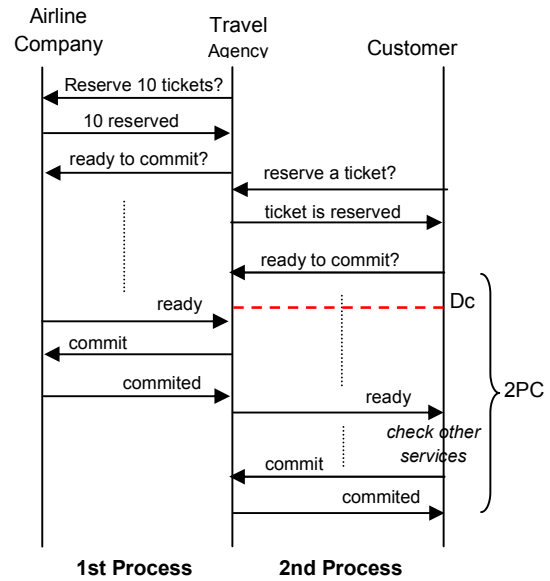 Airline
Company
Travel
Agency
Customer
Reserve 10 tickets?
10 reserved
ready to commit?
reserve a ticket?
ticket is reserved
ready to commit?
Dc
ready
commit
commited
ready
2PC
check other
services
commit
commited
1st Process
2nd Process